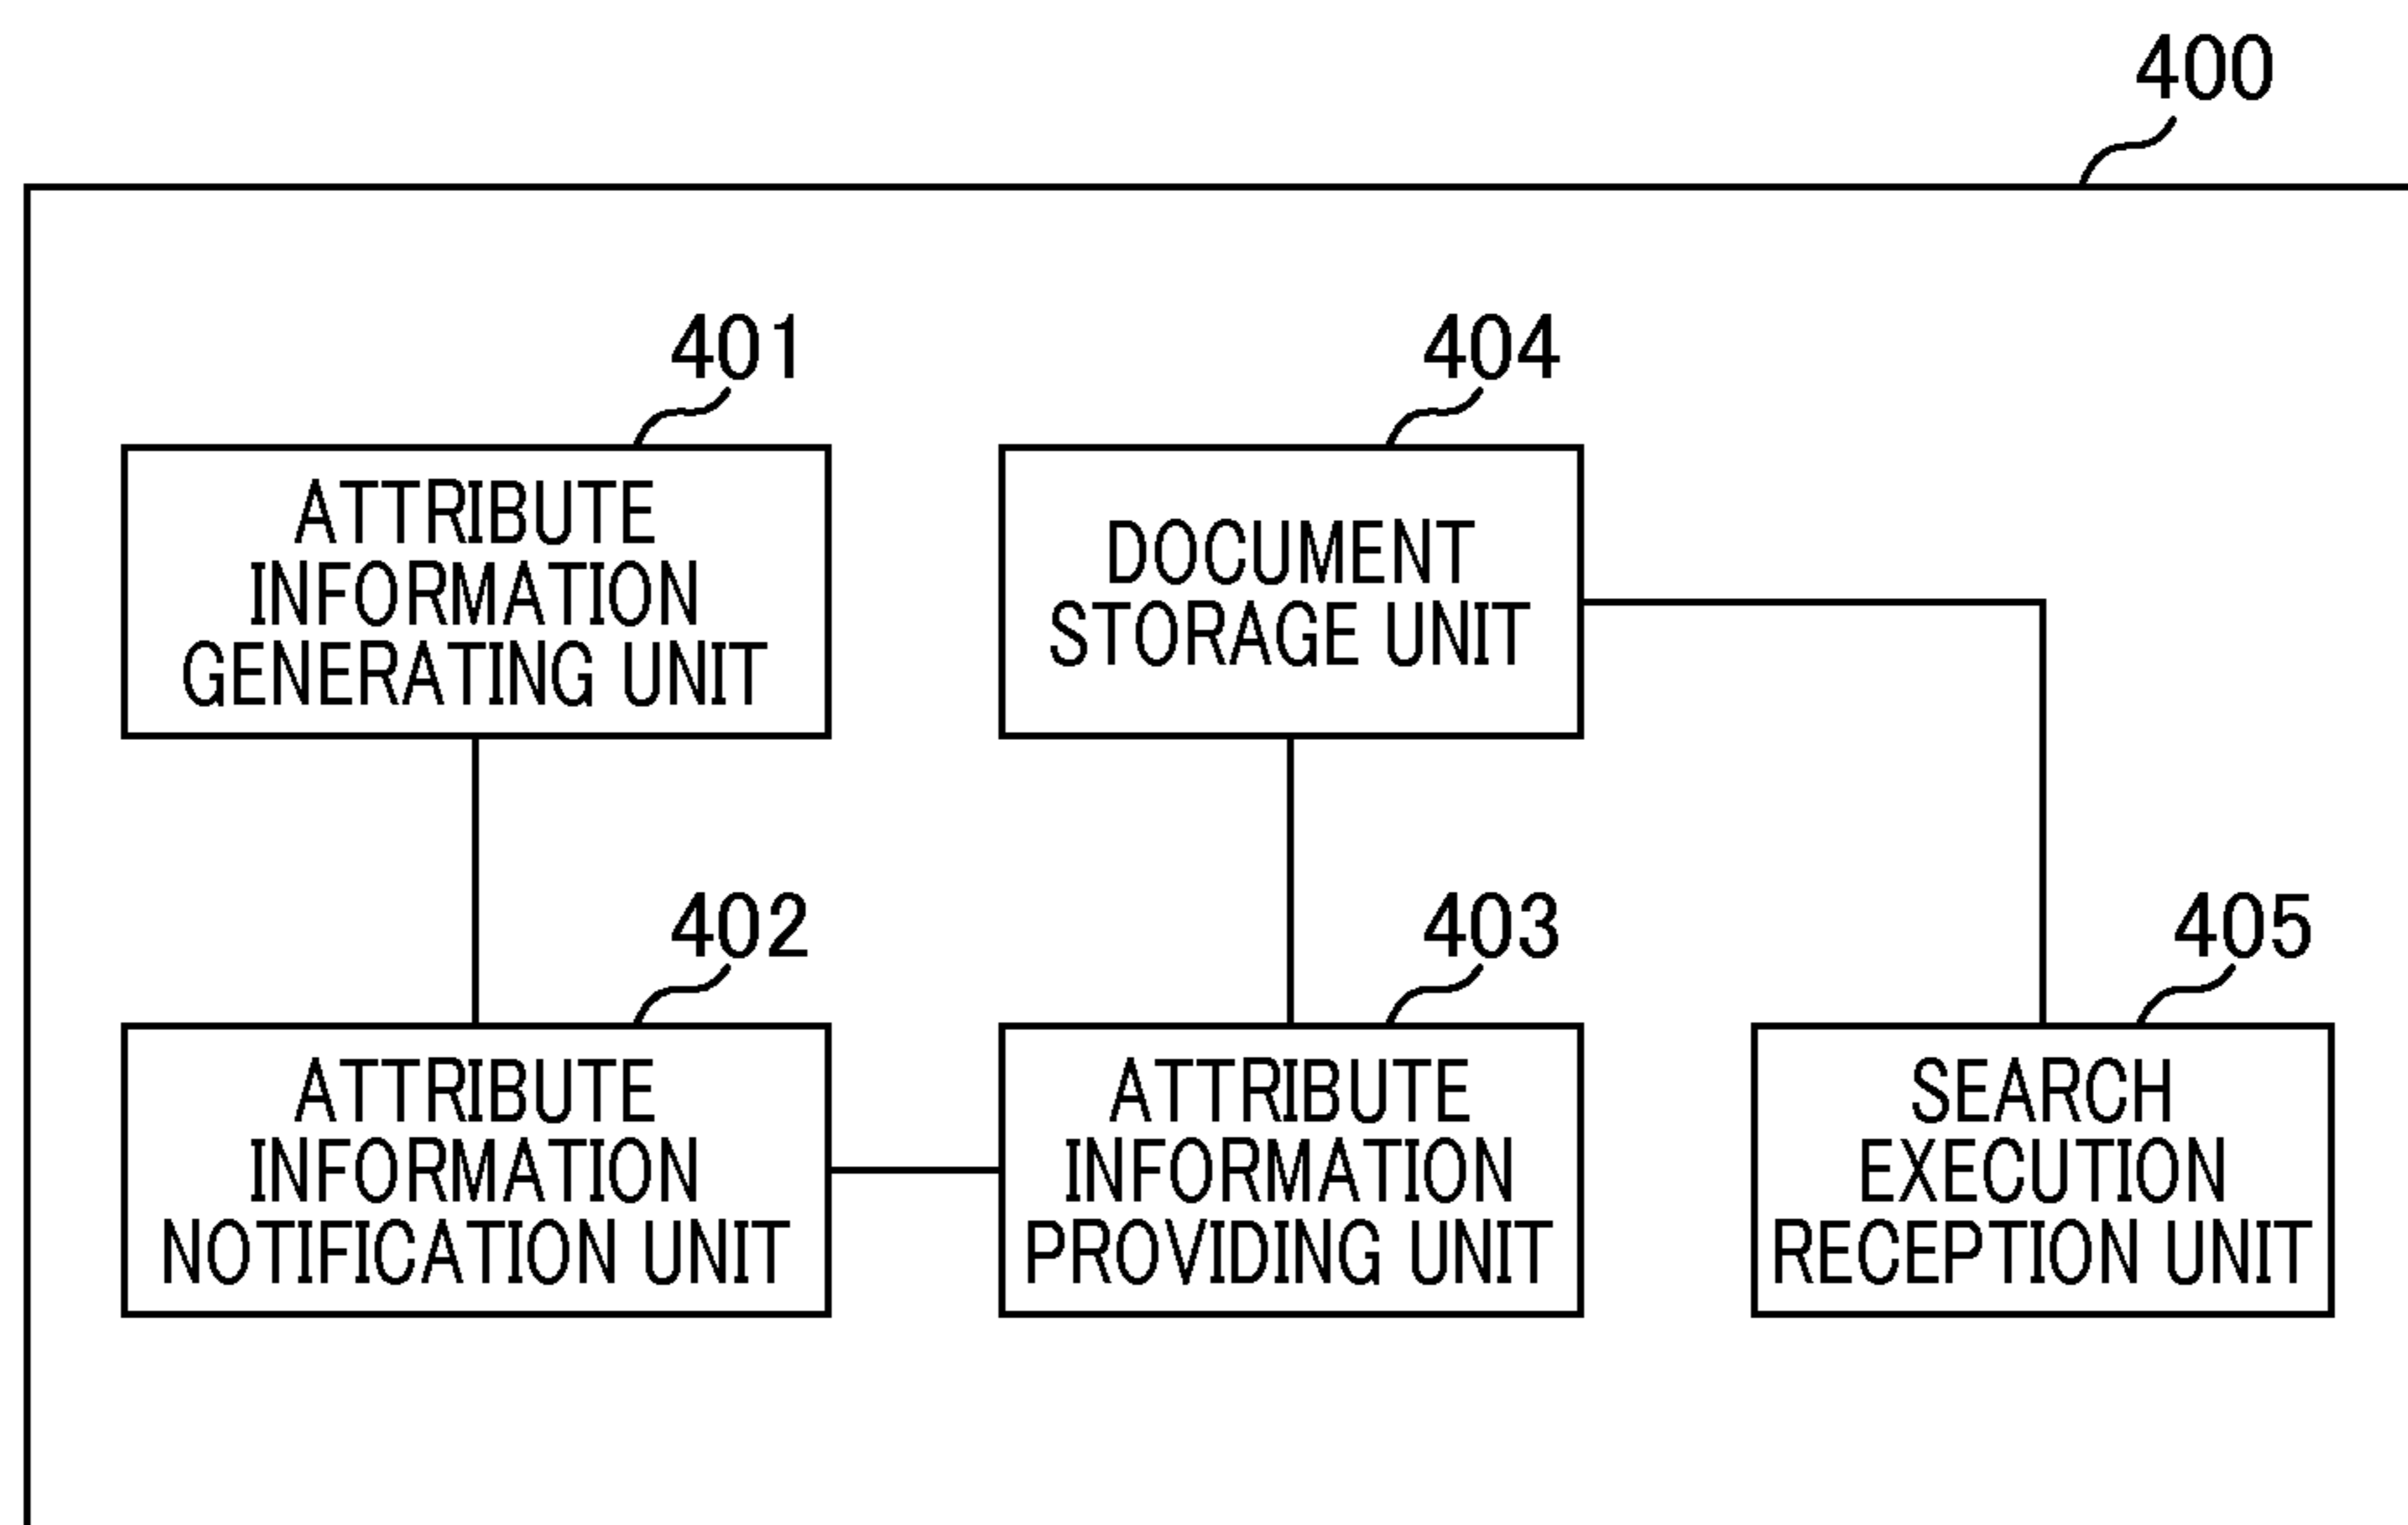 400
401
ATTRIBUTE
INFORMATION
GENERATING UNIT
404
DOCUMENT
STORAGE UNIT
402
ATTRIBUTE
INFORMATION
NOTIFICATION UNIT
403
ATTRIBUTE
INFORMATION
PROVIDING UNIT
405
SEARCH
EXECUTION
RECEPTION UNIT